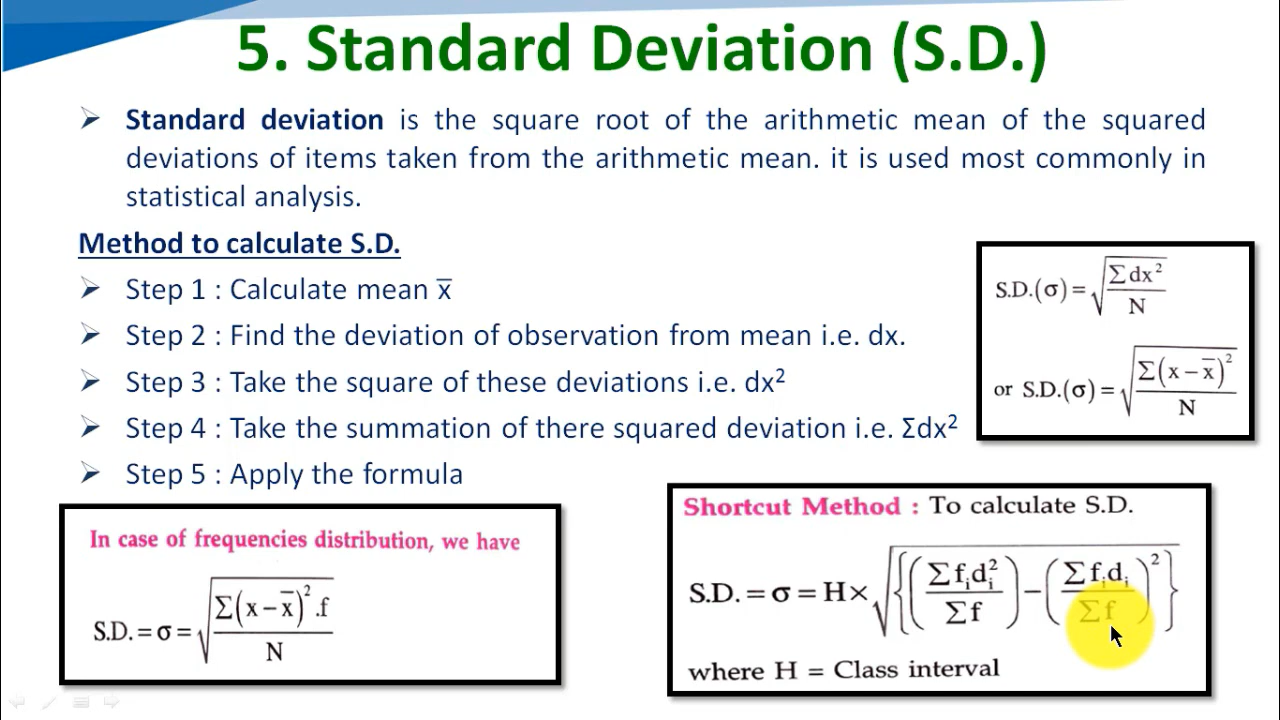 5. Standard Deviation (S.D.)
➢ Standard deviation is the square root of the arithmetic mean of the squared
deviations of items taken from the arithmetic mean. it is used most commonly in
statistical analysis.
Method to calculate S.D.
➢ Step 1 : Calculate mean x̅
➢ Step 2 : Find the deviation of observation from mean i.e. dx.
➢ Step 3 : Take the square of these deviations i.e. dx²
➢ Step 4 : Take the summation of there squared deviation i.e. Σdx²
➢ Step 5 : Apply the formula
S.D.(σ) = √(Σdx² / N)
or S.D.(σ) = √(Σ(x – x̅)² / N)
In case of frequencies distribution, we have
S.D. = σ = √(Σ(x – x̅)².f / N)
Shortcut Method : To calculate S.D.
S.D. = σ = H× √{(Σfᵢdᵢ² / Σf) – (Σfᵢdᵢ / Σf)²}
where H = Class interval